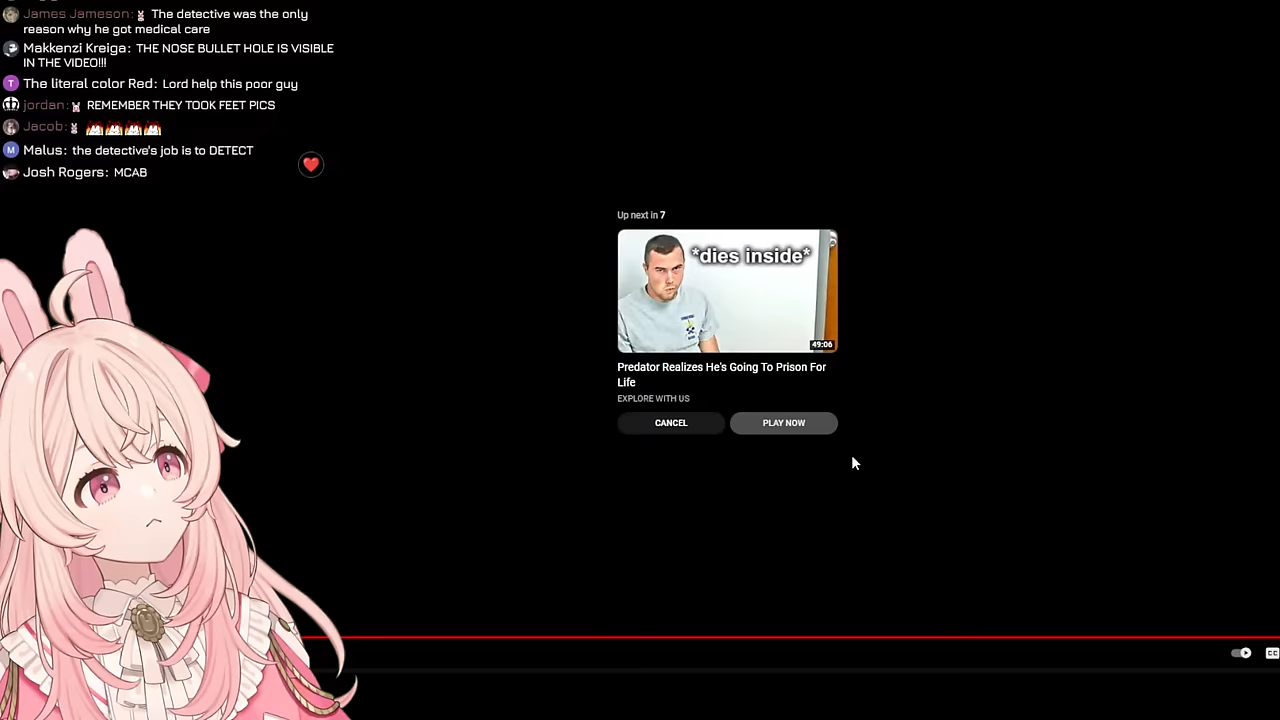 James Jameson: The detective was the only
reason why he got medical care
Makkenzi Kreiga: THE NOSE BULLET HOLE IS VISIBLE
IN THE VIDEO!!!
T The literal color Red: Lord help this poor guy
jordan: REMEMBER THEY TOOK FEET PICS
Jacob:
M Malus: the detective's job is to DETECT
Josh Rogers: MCAB
Up next in 7
*dies inside*
49:06
Predator Realizes He's Going To Prison For
Life
EXPLORE WITH US
CANCEL PLAY NOW
CC